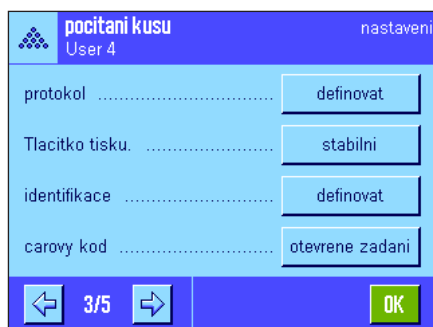 pocitani kusu nastaveni
User 4
protokol .............................. definovat
Tlacitko tisku. ........................ stabilni
identifikace .......................... definovat
carovy kod .......................... otevrene zadani
3/5 OK